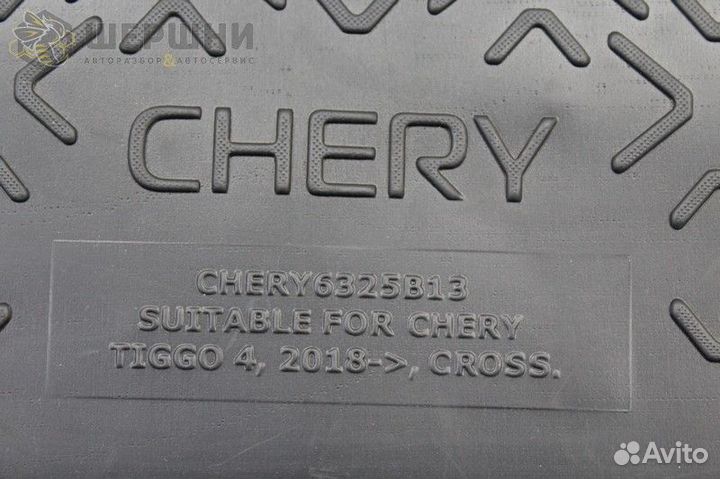 ШЕРШНИ
АВТОРАЗБОР & АВТОСЕРВИС
CHERY
CHERY6325B13
SUITABLE FOR CHERY
TIGGO 4, 2018->, CROSS.
Avito